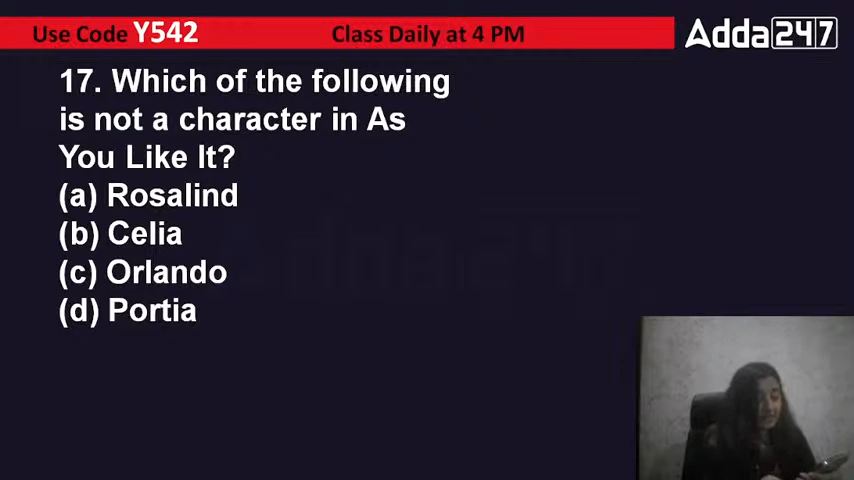 Use Code Y542 Class Daily at 4 PM Adda247
17. Which of the following
is not a character in As
You Like It?
(a) Rosalind
(b) Celia
(c) Orlando
(d) Portia